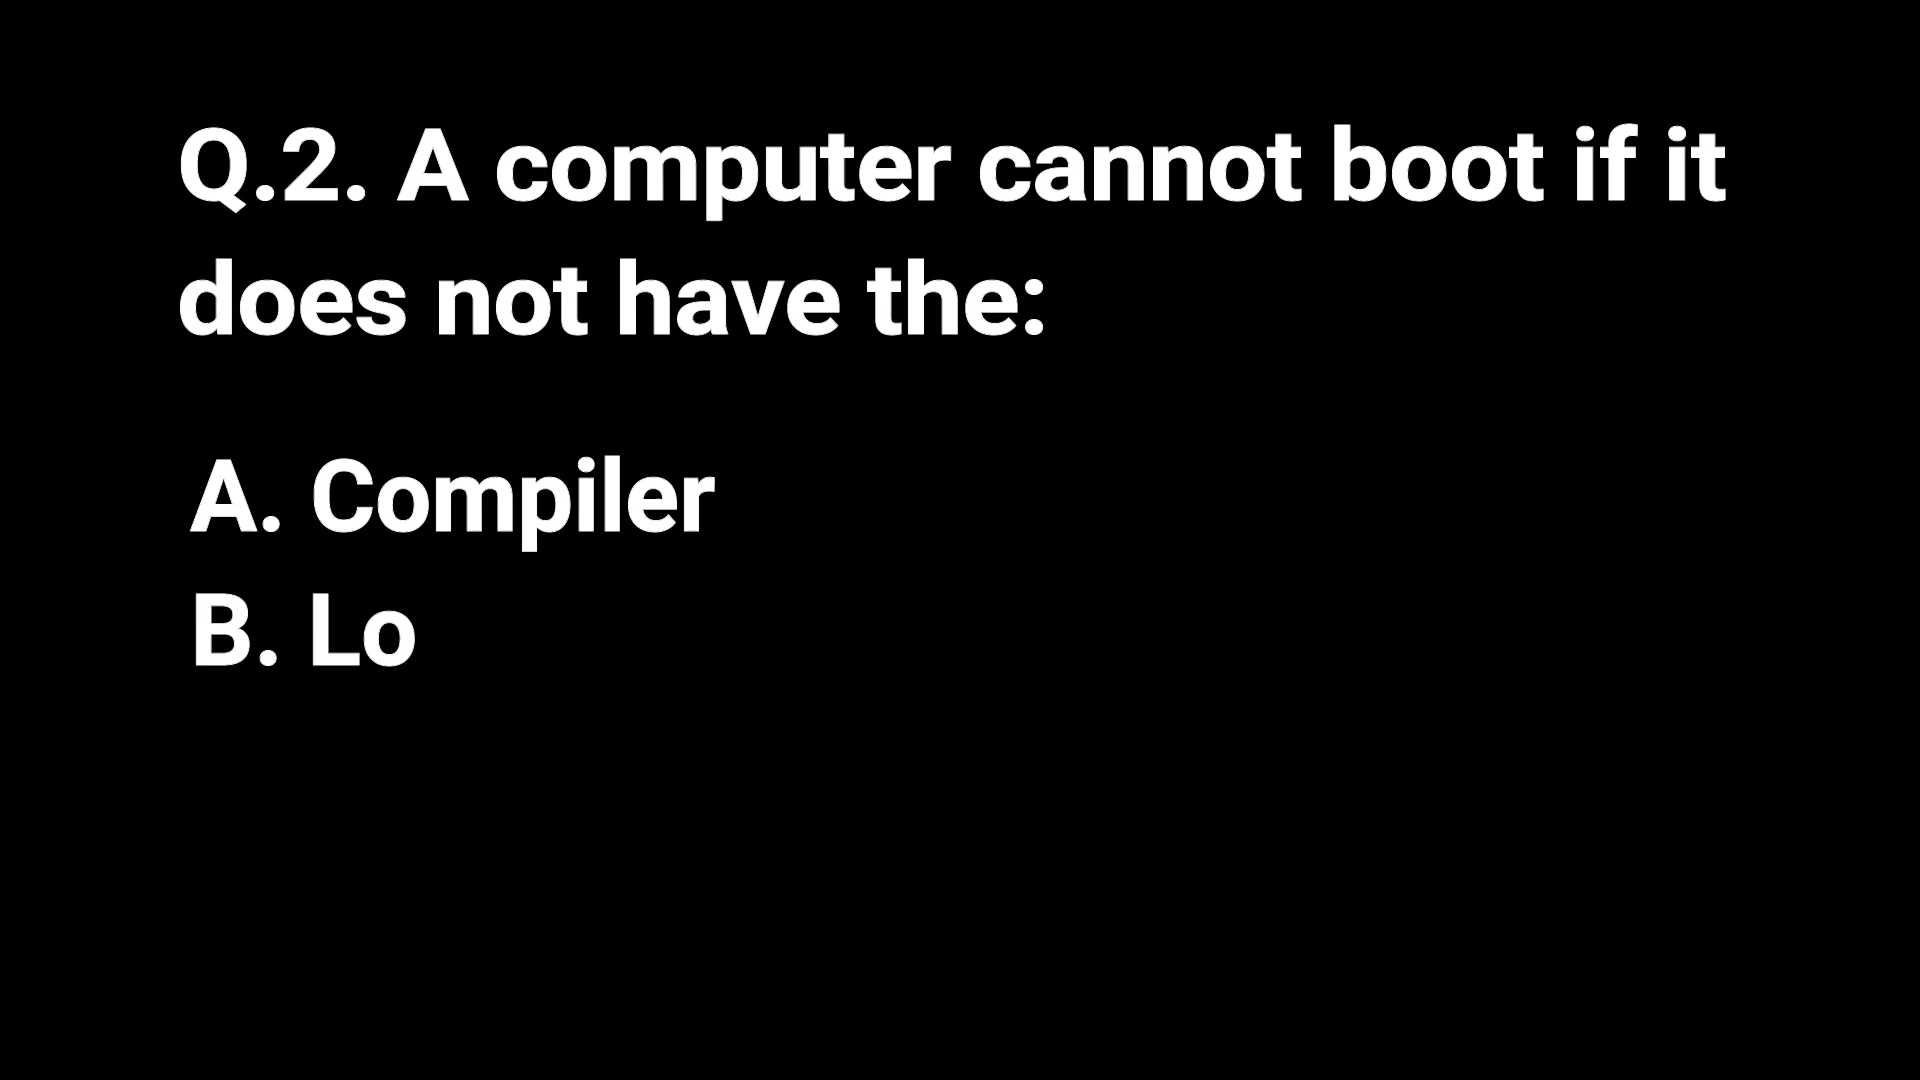 Q.2. A computer cannot boot if it
does not have the:
A. Compiler
B. Lo